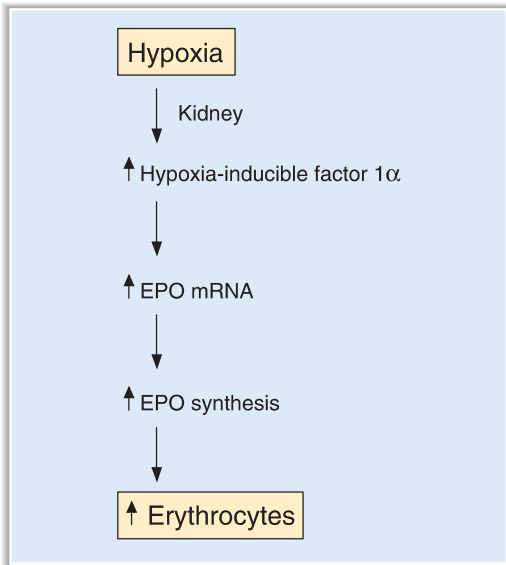 Hypoxia
Kidney
↑ Hypoxia-inducible factor 1α
↑ EPO mRNA
↑ EPO synthesis
↑ Erythrocytes